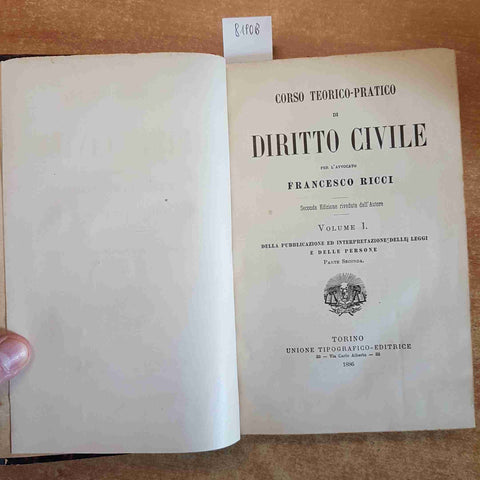 8190B
CORSO TEORICO-PRATICO
DI
DIRITTO CIVILE
PER L'AVVOCATO
FRANCESCO RICCI
Seconda Edizione riveduta dall'Autore
VOLUME I.
DELLA PUBBLICAZIONE ED INTERPRETAZIONE DELLE LEGGI
E DELLE PERSONE
PARTE SECONDA.
TORINO
UNIONE TIPOGRAFICO-EDITRICE
33 — Via Carlo Alberto — 33
1886